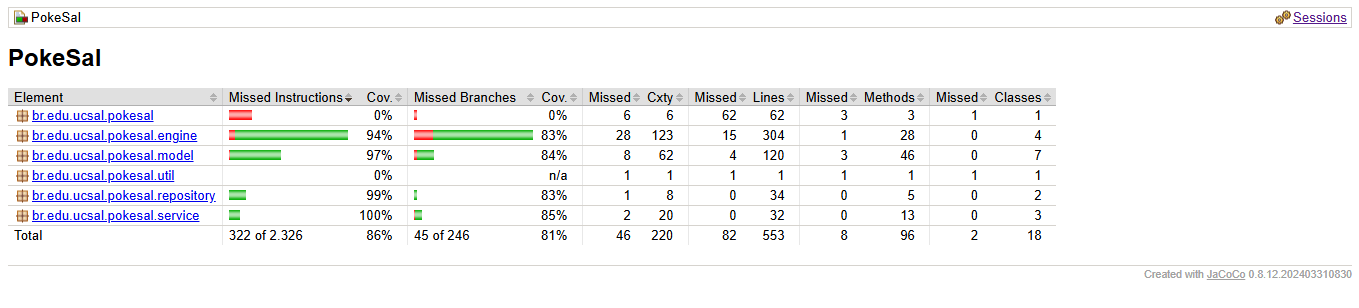 PokeSal Sessions
PokeSal
Element Missed Instructions Cov. Missed Branches Cov. Missed Cxty Missed Lines Missed Methods Missed Classes
br.edu.ucsal.pokesal 0% 0% 6 6 62 62 3 3 1 1
br.edu.ucsal.pokesal.engine 94% 83% 28 123 15 304 1 28 0 4
br.edu.ucsal.pokesal.model 97% 84% 8 62 4 120 3 46 0 7
br.edu.ucsal.pokesal.util 0% n/a 1 1 1 1 1 1 1 1
br.edu.ucsal.pokesal.repository 99% 83% 1 8 0 34 0 5 0 2
br.edu.ucsal.pokesal.service 100% 85% 2 20 0 32 0 13 0 3
Total 322 of 2.326 86% 45 of 246 81% 46 220 82 553 8 96 2 18
Created with JaCoCo 0.8.12.202403310830